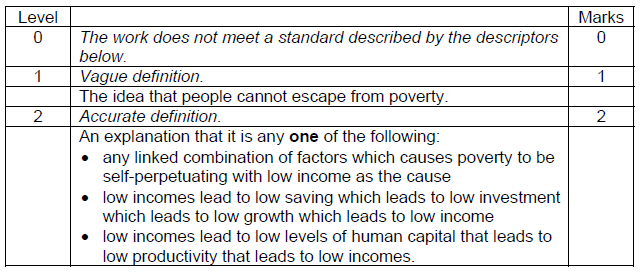 Level Marks
0 The work does not meet a standard described by the descriptors 0
below.
1 Vague definition. 1
The idea that people cannot escape from poverty.
2 Accurate definition. 2
An explanation that it is any one of the following:
• any linked combination of factors which causes poverty to be
self-perpetuating with low income as the cause
• low incomes lead to low saving which leads to low investment
which leads to low growth which leads to low income
• low incomes lead to low levels of human capital that leads to
low productivity that leads to low incomes.